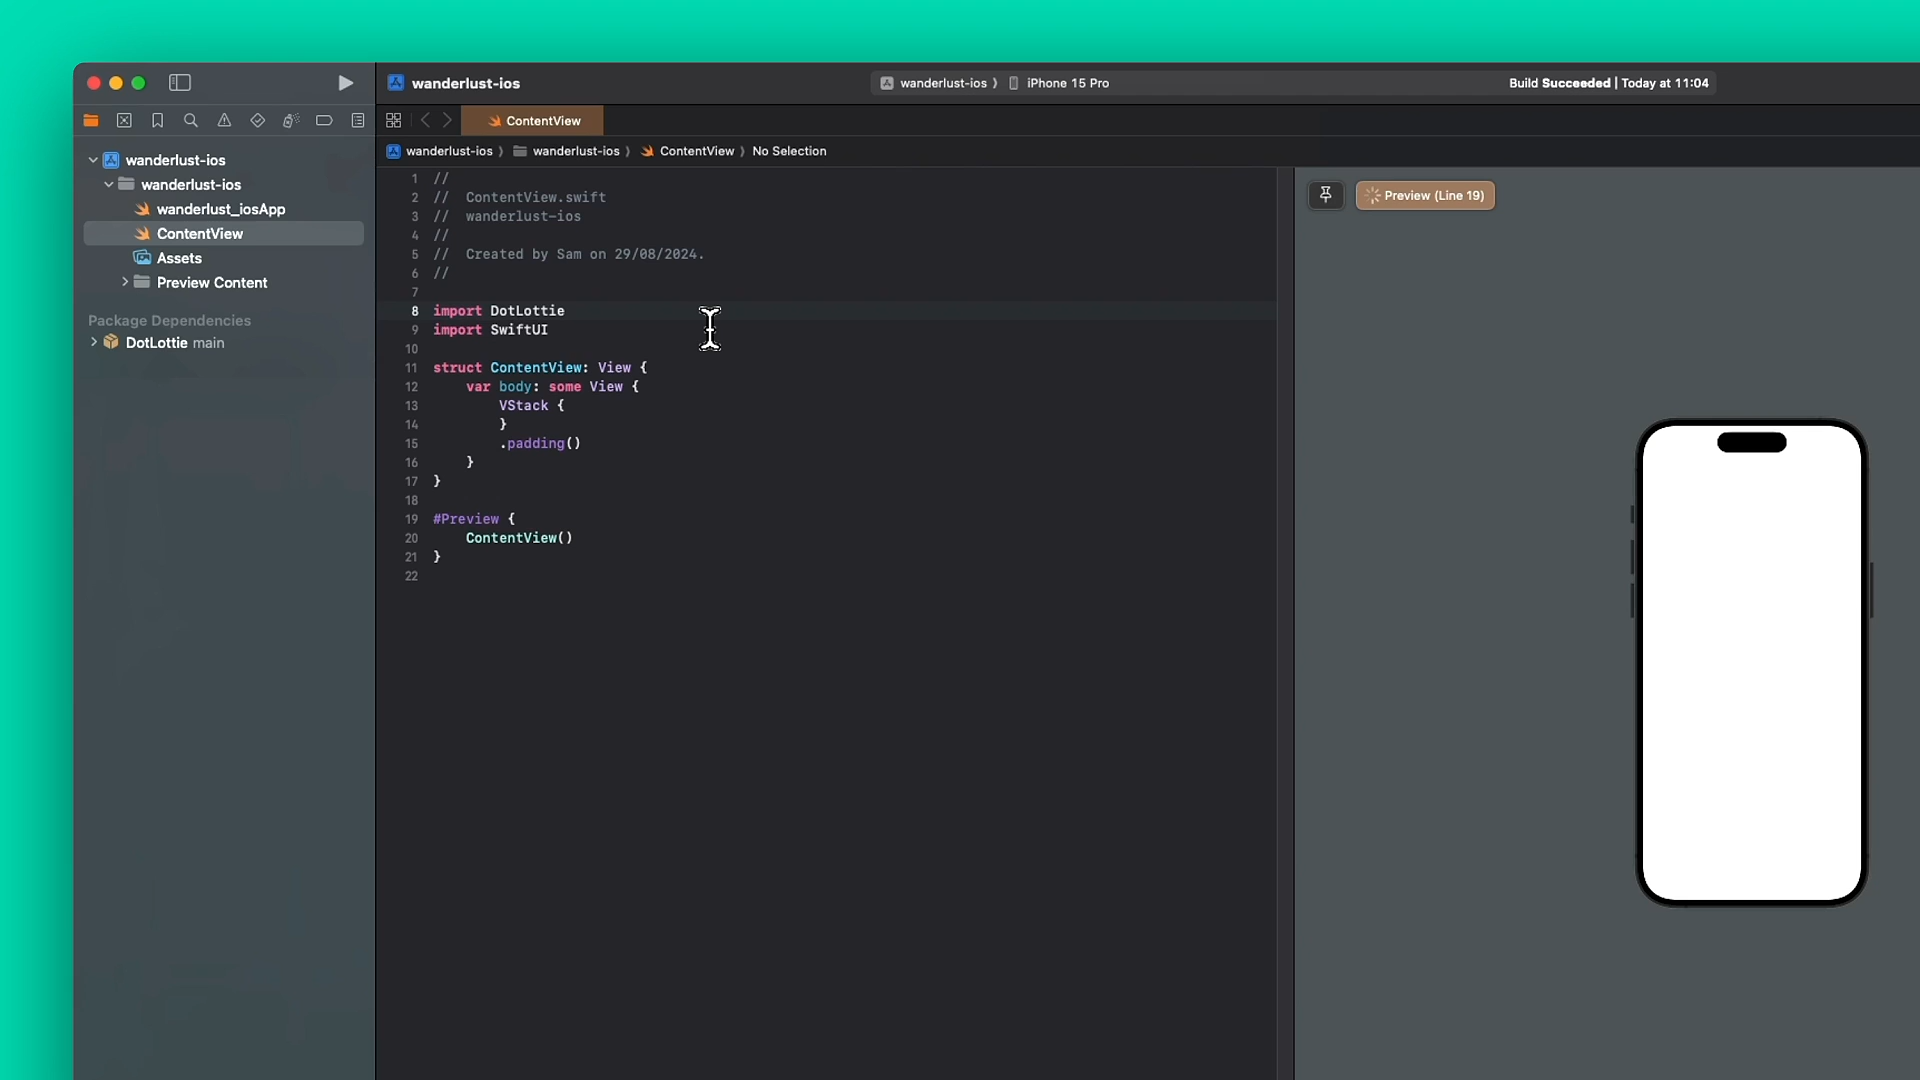 wanderlust-ios
wanderlust-ios ⟩ iPhone 15 Pro
Build Succeeded | Today at 11:04
ContentView
wanderlust-ios ⟩ wanderlust-ios ⟩ ContentView ⟩ No Selection
wanderlust-ios
wanderlust-ios
wanderlust_iosApp
ContentView
Assets
Preview Content
Package Dependencies
DotLottie main
1 //
2 //  ContentView.swift
3 //  wanderlust-ios
4 //
5 //  Created by Sam on 29/08/2024.
6 //
7
8 import DotLottie
9 import SwiftUI
10
11 struct ContentView: View {
12     var body: some View {
13         VStack {
14         }
15         .padding()
16     }
17 }
18
19 #Preview {
20     ContentView()
21 }
22
Preview (Line 19)